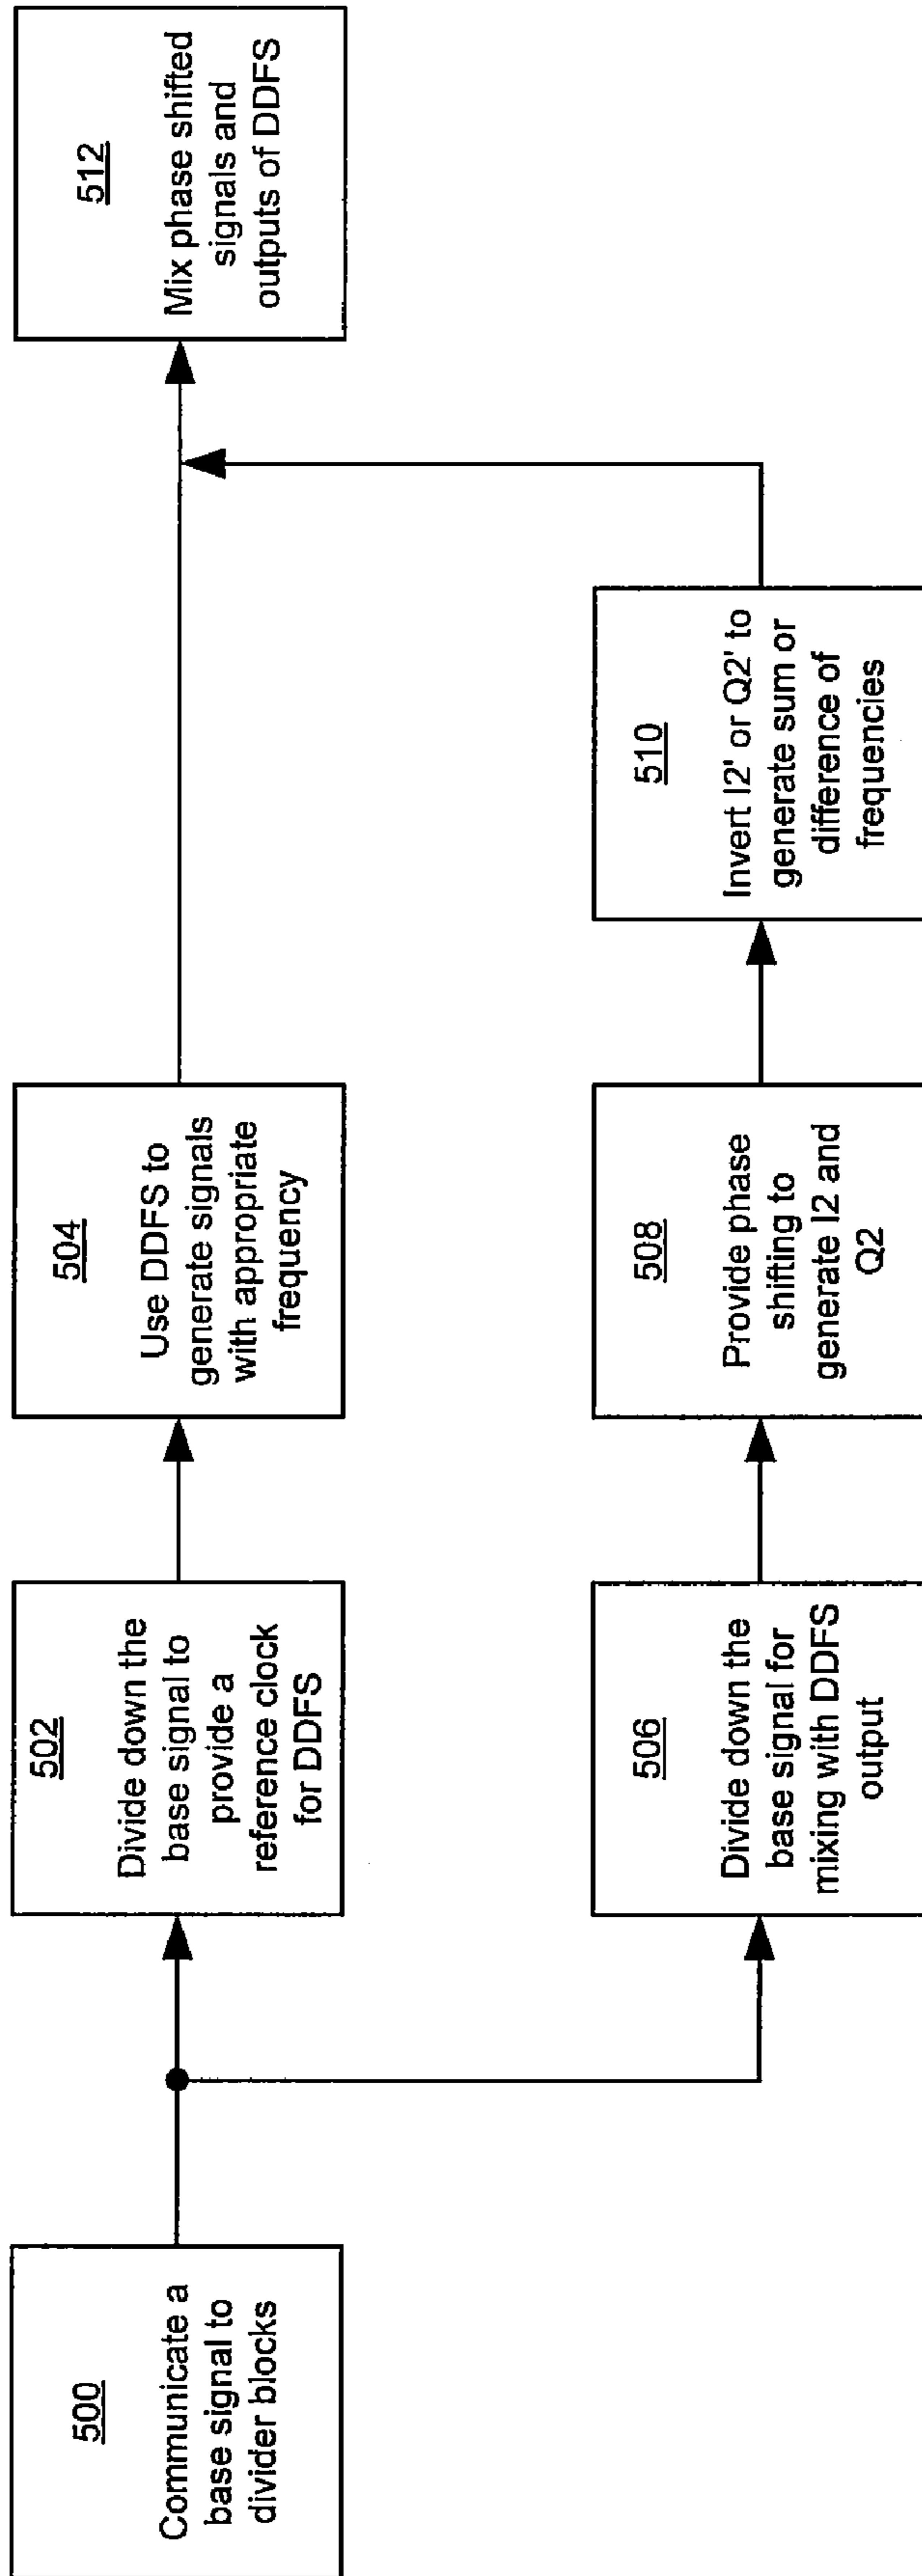 500
Communicate a
base signal to
divider blocks
502
Divide down the
base signal to
provide a
reference clock
for DDFS
504
Use DDFS to
generate signals
with appropriate
frequency
506
Divide down the
base signal for
mixing with DDFS
output
508
Provide phase
shifting to
generate I2 and
Q2
510
Invert I2' or Q2' to
generate sum or
difference of
frequencies
512
Mix phase shifted
signals and
outputs of DDFS